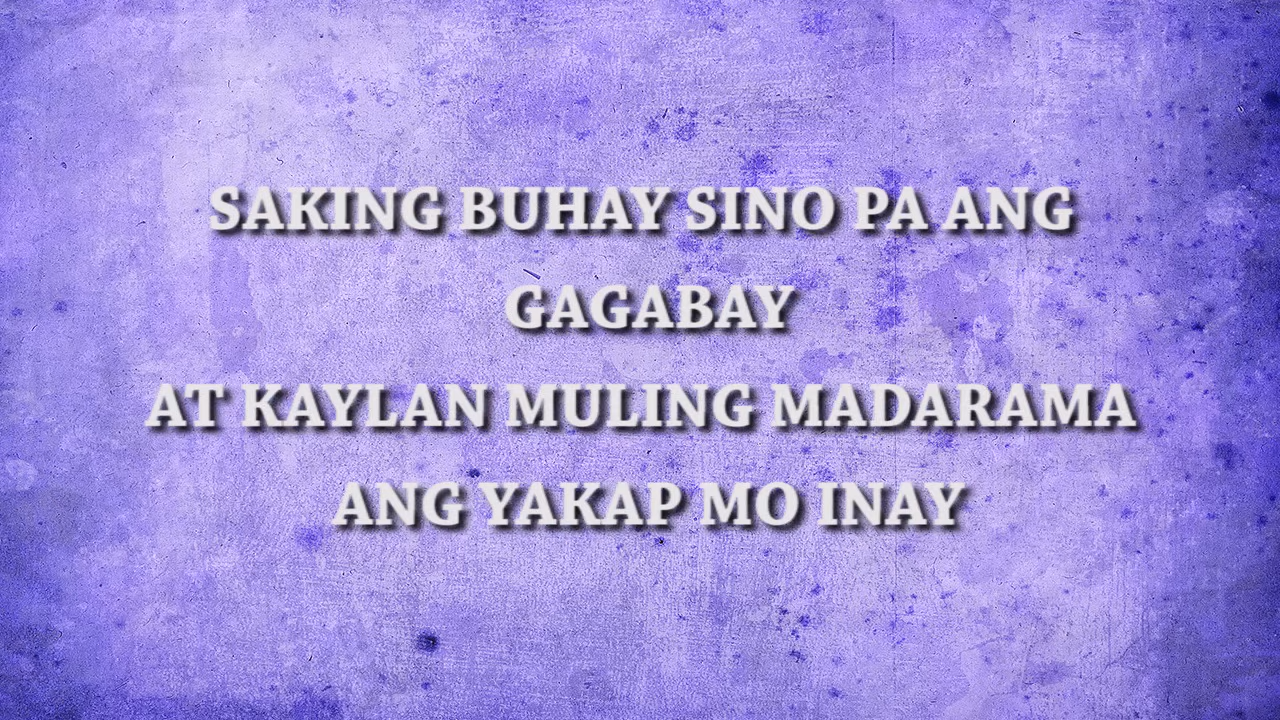 SAKING BUHAY SINO PA ANG
GAGABAY
AT KAYLAN MULING MADARAMA
ANG YAKAP MO INAY